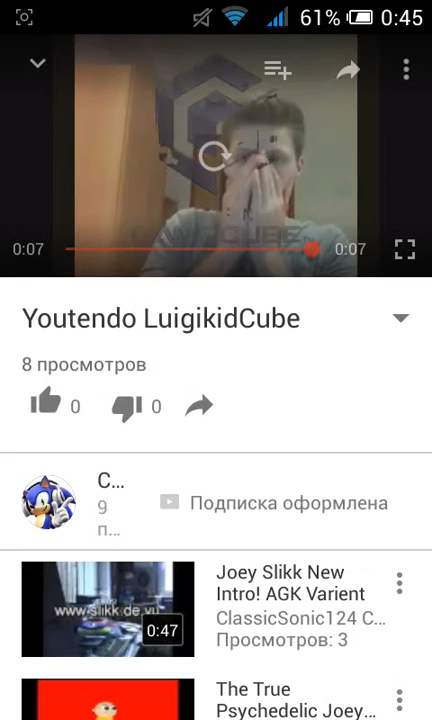 61% 0:45
0:07 0:07
Youtendo LuigikidCube
8 просмотров
0 0
C...
9
п...
Подписка оформлена
Joey Slikk New
Intro! AGK Varient
ClassicSonic124 C...
Просмотров: 3
www.slikk.de.vu
0:47
The True
Psychedelic Joey...